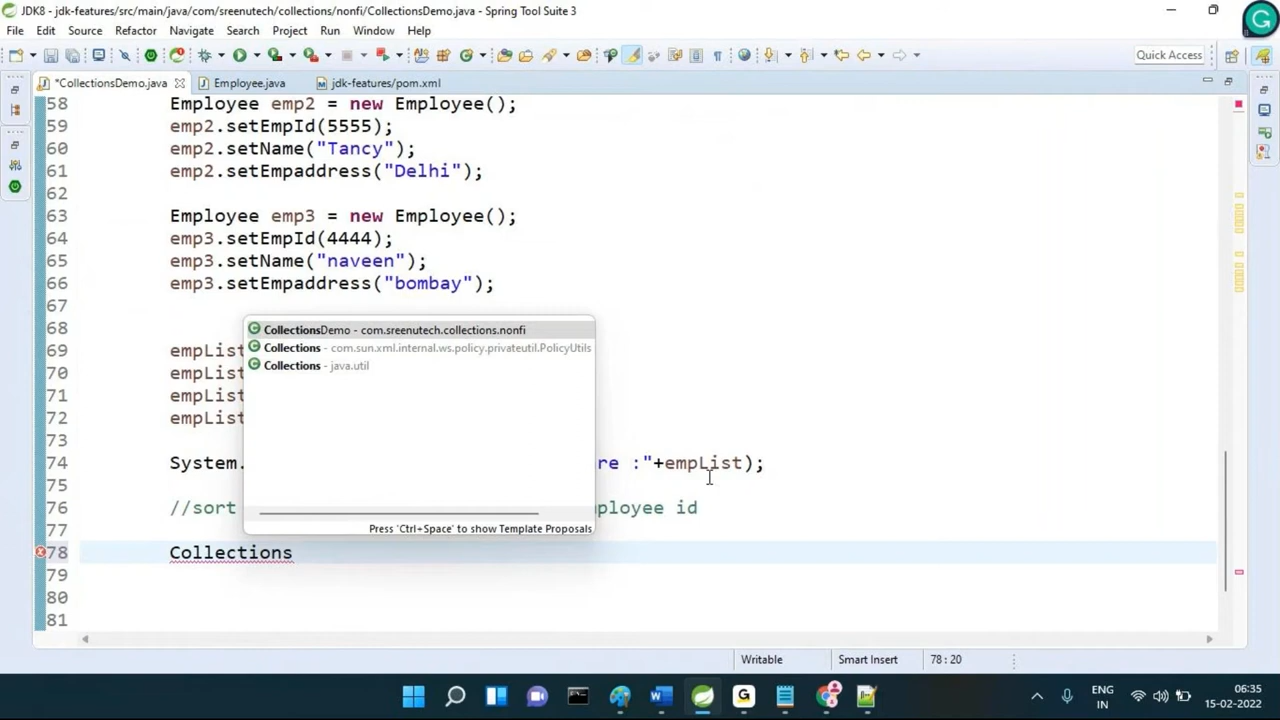 JDK8 - jdk-features/src/main/java/com/sreenutech/collections/nonfi/CollectionsDemo.java - Spring Tool Suite 3
File Edit Source Refactor Navigate Search Project Run Window Help
Quick Access
*CollectionsDemo.java Employee.java jdk-features/pom.xml
58 Employee emp2 = new Employee();
59 emp2.setEmpId(5555);
60 emp2.setName("Tancy");
61 emp2.setEmpaddress("Delhi");
62
63 Employee emp3 = new Employee();
64 emp3.setEmpId(4444);
65 emp3.setName("naveen");
66 emp3.setEmpaddress("bombay");
67
68
CollectionsDemo - com.sreenutech.collections.nonfi
Collections - com.sun.xml.internal.ws.policy.privateutil.PolicyUtils
Collections - java.util
69 empList
70 empList
71 empList
72 empList
73
74 System. re :"+empList);
75
76 //sort ployee id
Press 'Ctrl+Space' to show Template Proposals
77
78 Collections
79
80
81
Writable Smart Insert 78 : 20
ENG
IN
06:35
15-02-2022